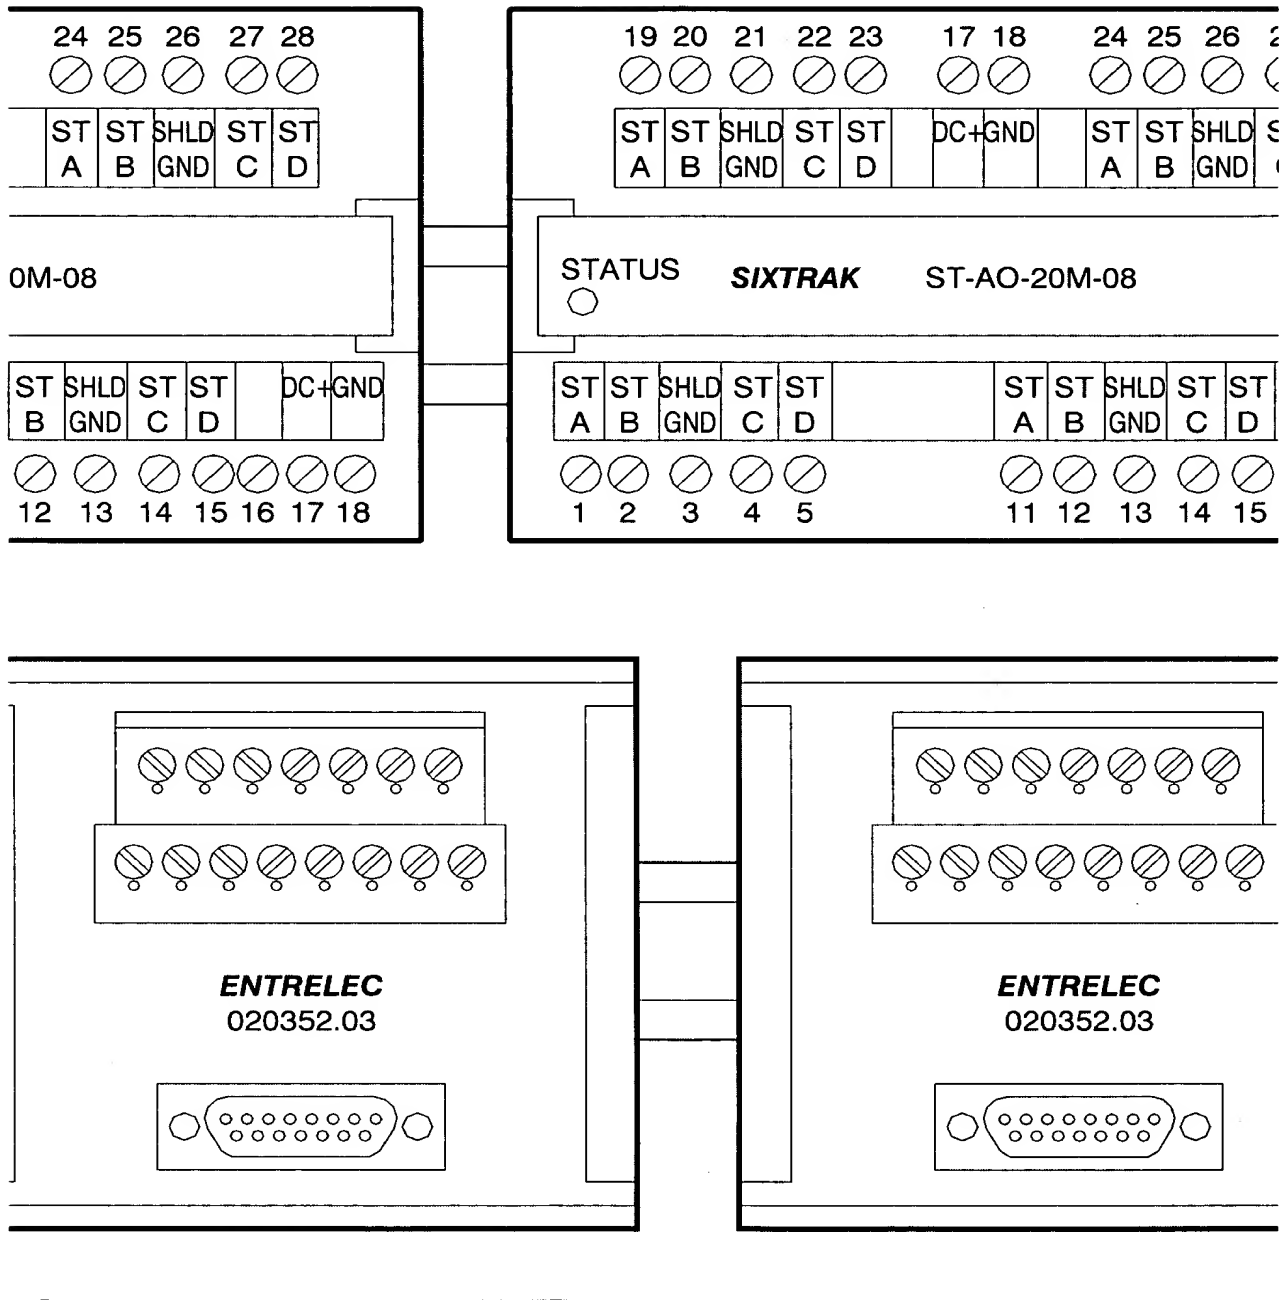 24 25 26 27 28
ST ST SHLD ST ST
A B GND C D
0M-08
ST SHLD ST ST DC+ GND
B GND C D
12 13 14 15 16 17 18
19 20 21 22 23 17 18 24 25 26
ST ST SHLD ST ST DC+ GND ST ST SHLD
A B GND C D A B GND
STATUS SIXTRAK ST-AO-20M-08
ST ST SHLD ST ST ST ST SHLD ST ST
A B GND C D A B GND C D
1 2 3 4 5 11 12 13 14 15
ENTRELEC
020352.03
ENTRELEC
020352.03